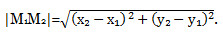 |M₁M₂|=√(x₂ − x₁)² + (y₂ − y₁)².